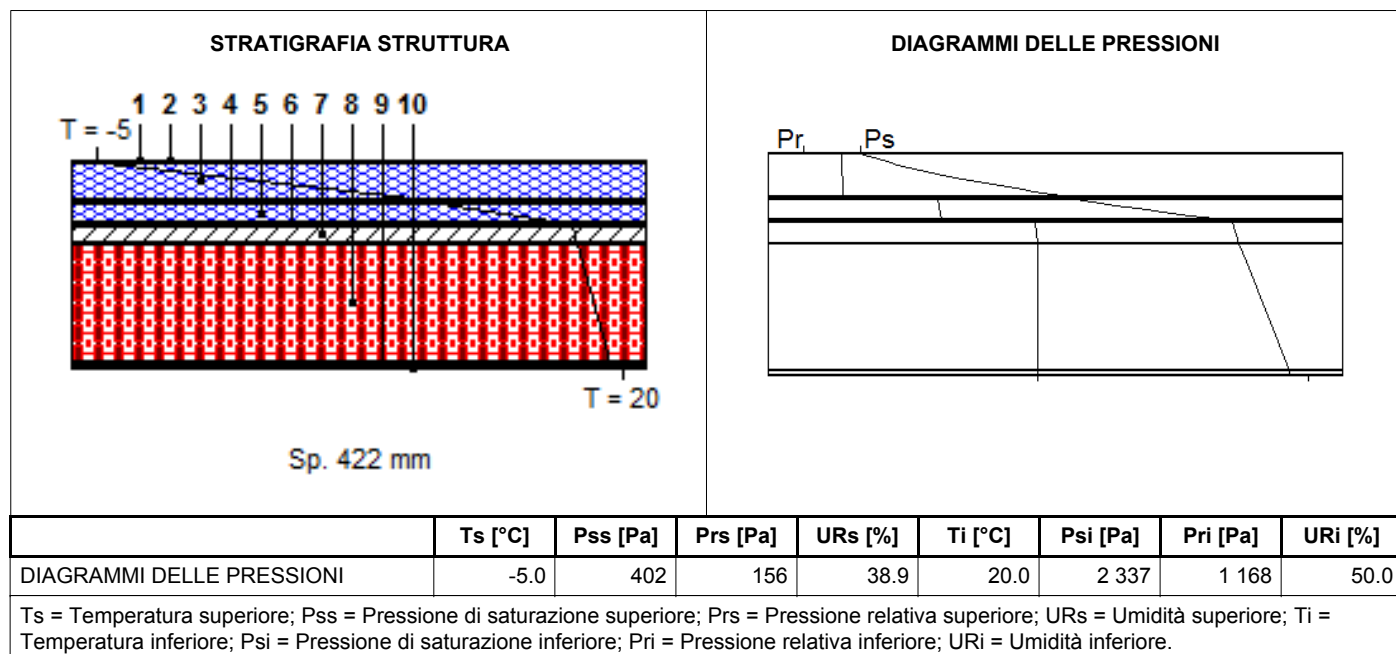 STRATIGRAFIA STRUTTURA
1 2 3 4 5 6 7 8 9 10
T = -5
T = 20
Sp. 422 mm
DIAGRAMMI DELLE PRESSIONI
Pr Ps
Ts [°C] Pss [Pa] Prs [Pa] URs [%] Ti [°C] Psi [Pa] Pri [Pa] URi [%]
DIAGRAMMI DELLE PRESSIONI -5.0 402 156 38.9 20.0 2 337 1 168 50.0
Ts = Temperatura superiore; Pss = Pressione di saturazione superiore; Prs = Pressione relativa superiore; URs = Umidità superiore; Ti =
Temperatura inferiore; Psi = Pressione di saturazione inferiore; Pri = Pressione relativa inferiore; URi = Umidità inferiore.